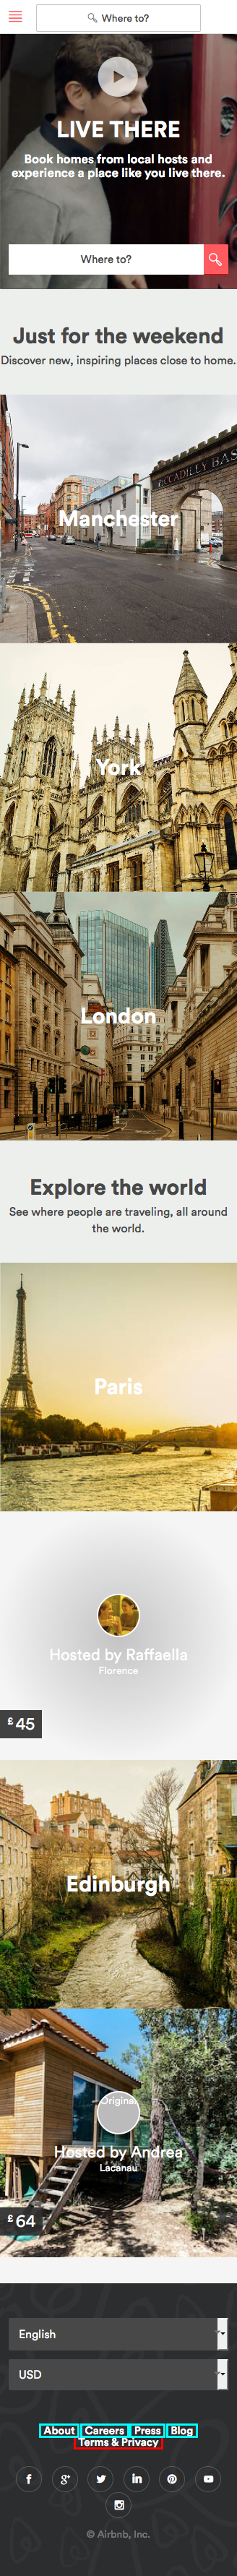 Where to?
LIVE THERE
Book homes from local hosts and
experience a place like you live there.
Where to?
Just for the weekend
Discover new, inspiring places close to home.
PICCADILLY BAS
Manchester
York
London
Explore the world
See where people are traveling, all around
the world.
Paris
Hosted by Raffaella
Florence
£45
Edinburgh
Original
Hosted by Andrea
Lacanau
£64
English
USD
About Careers Press Blog
Terms & Privacy
f g+ in
© Airbnb, Inc.